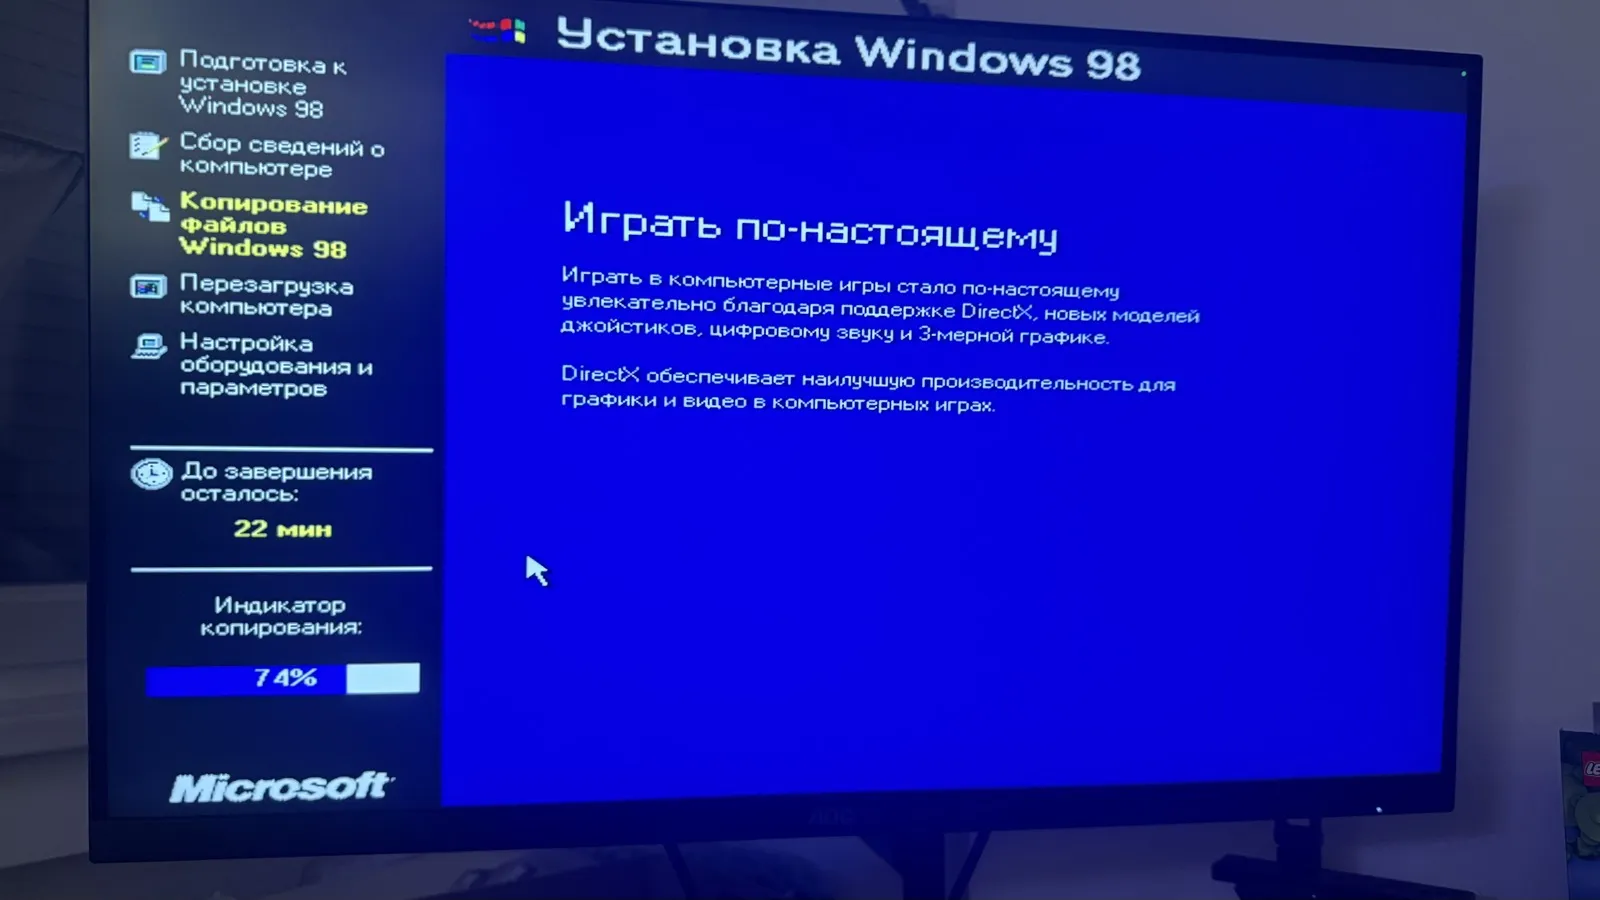 Установка Windows 98
Подготовка к
установке
Windows 98
Сбор сведений о
компьютере
Копирование
файлов
Windows 98
Перезагрузка
компьютера
Настройка
оборудования и
параметров
До завершения
осталось:
22 мин
Индикатор
копирования:
74%
Microsoft
Играть по-настоящему
Играть в компьютерные игры стало по-настоящему
увлекательно благодаря поддержке DirectX, новых моделей
джойстиков, цифровому звуку и 3-мерной графике.
DirectX обеспечивает наилучшую производительность для
графики и видео в компьютерных играх.
AOC